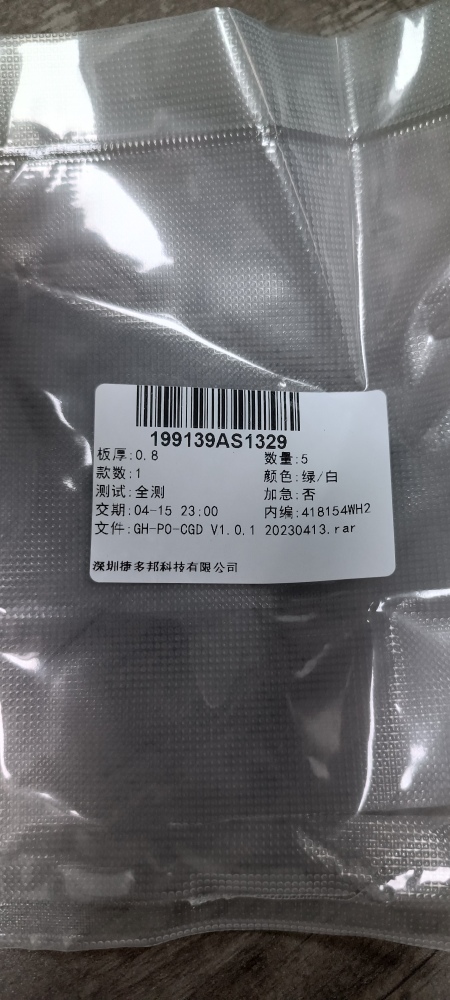 199139AS1329
板厚:0.8 数量:5
款数:1 颜色:绿/白
测试:全测 加急:否
交期:04-15 23:00 内编:418154WH2
文件:GH-PO-CGD V1.0.1 20230413.rar
深圳捷多邦科技有限公司